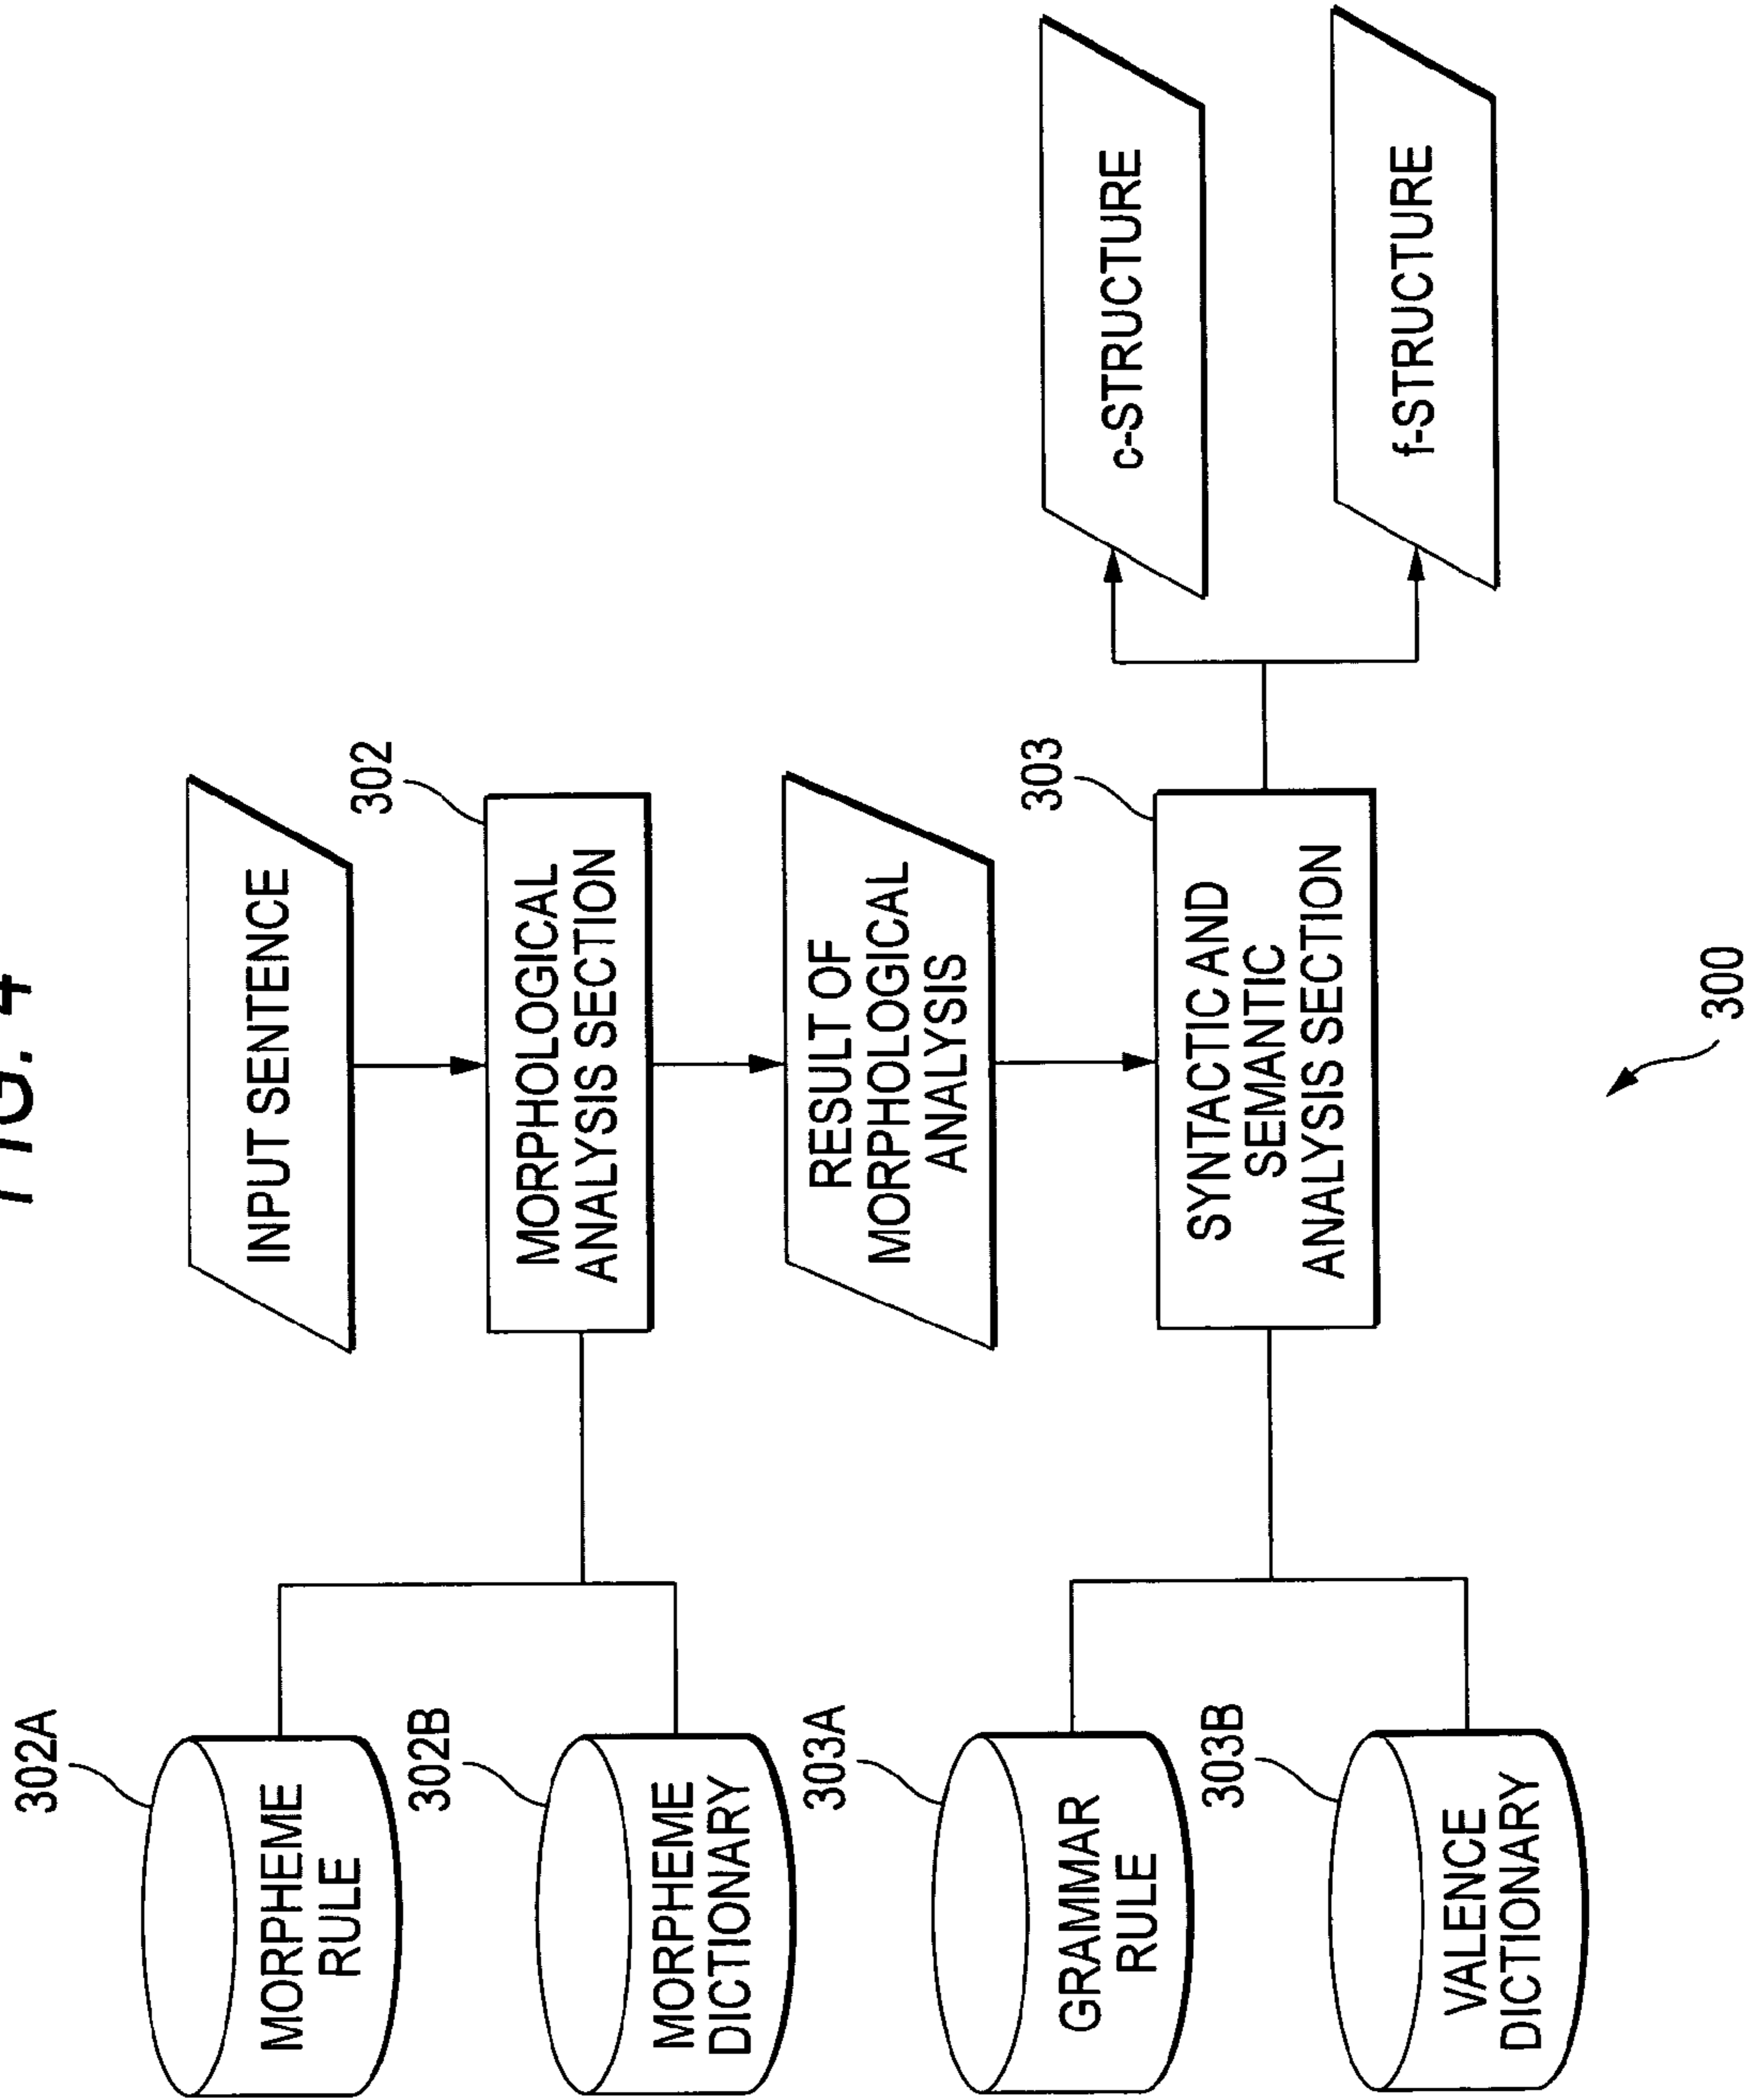 FIG. 4
302A
MORPHEME
RULE
302B
MORPHEME
DICTIONARY
303A
GRAMMAR
RULE
303B
VALENCE
DICTIONARY
INPUT SENTENCE
302
MORPHOLOGICAL
ANALYSIS SECTION
RESULT OF
MORPHOLOGICAL
ANALYSIS
303
SYNTACTIC AND
SEMANTIC
ANALYSIS SECTION
c-STRUCTURE
f-STRUCTURE
300